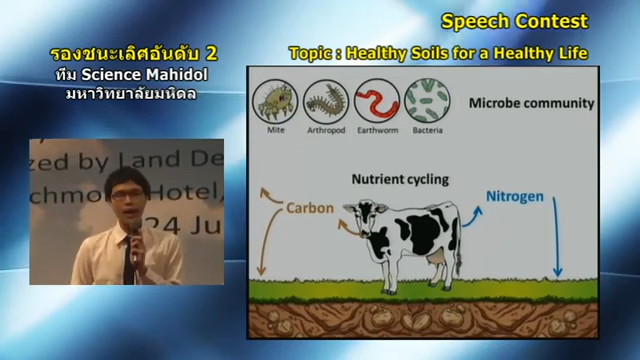 Speech Contest
Topic : Healthy Soils for a Healthy Life
รองชนะเลิศอันดับ 2
ทีม Science Mahidol
มหาวิทยาลัยมหิดล
Microbe community
Mite Arthropod Earthworm Bacteria
Nutrient cycling
Carbon
Nitrogen
zed by Land De
chmon Hotel,
24 Ju